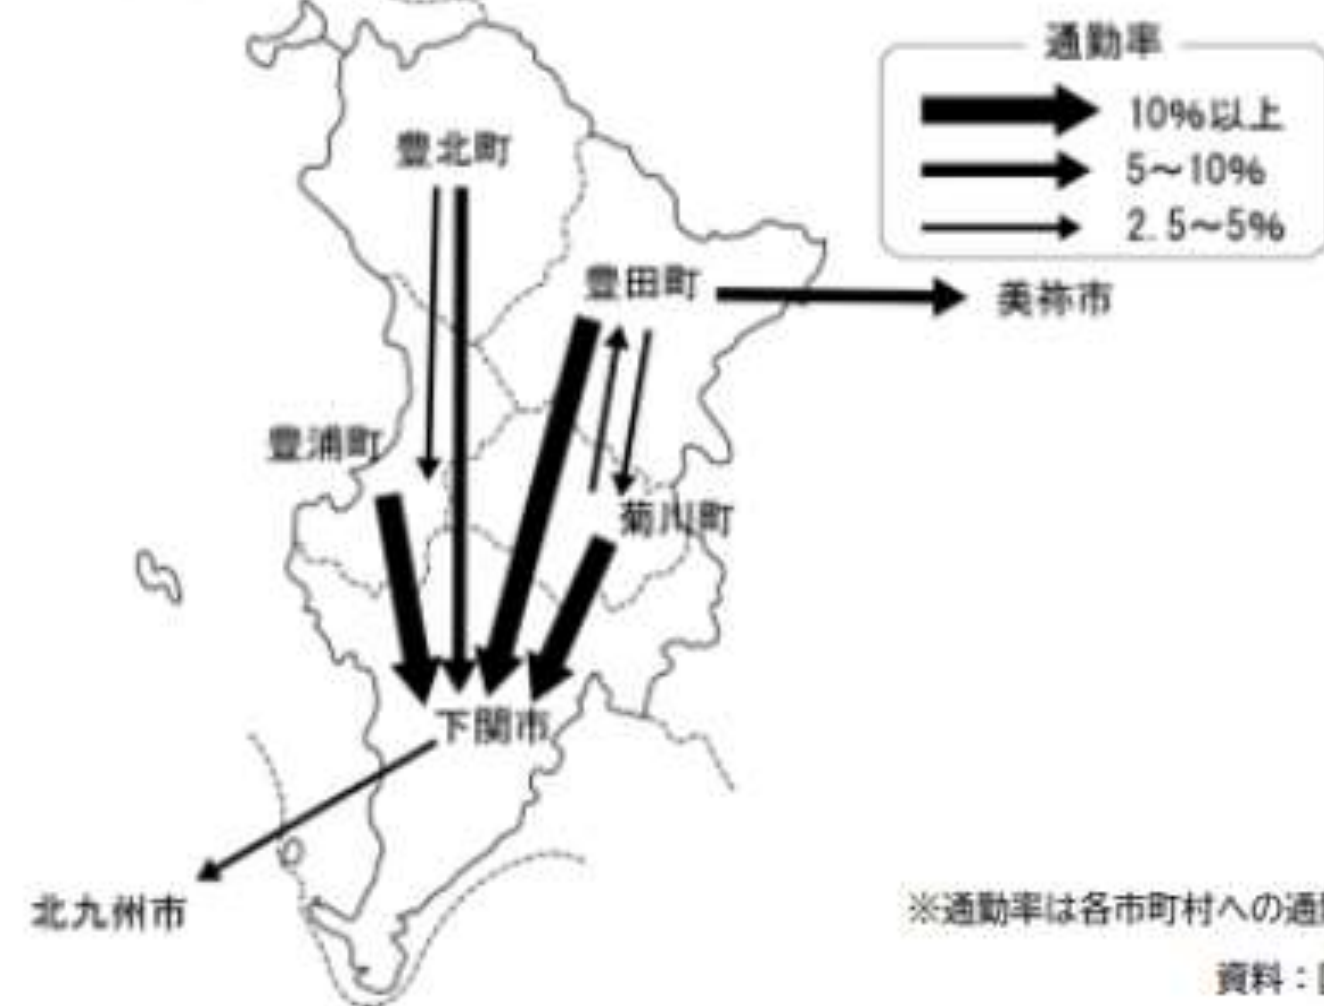 通勤率
10%以上
5～10%
2.5～5%
豊北町
豊田町
美祢市
豊浦町
菊川町
下関市
北九州市
※通勤率は各市町村への通
資料：